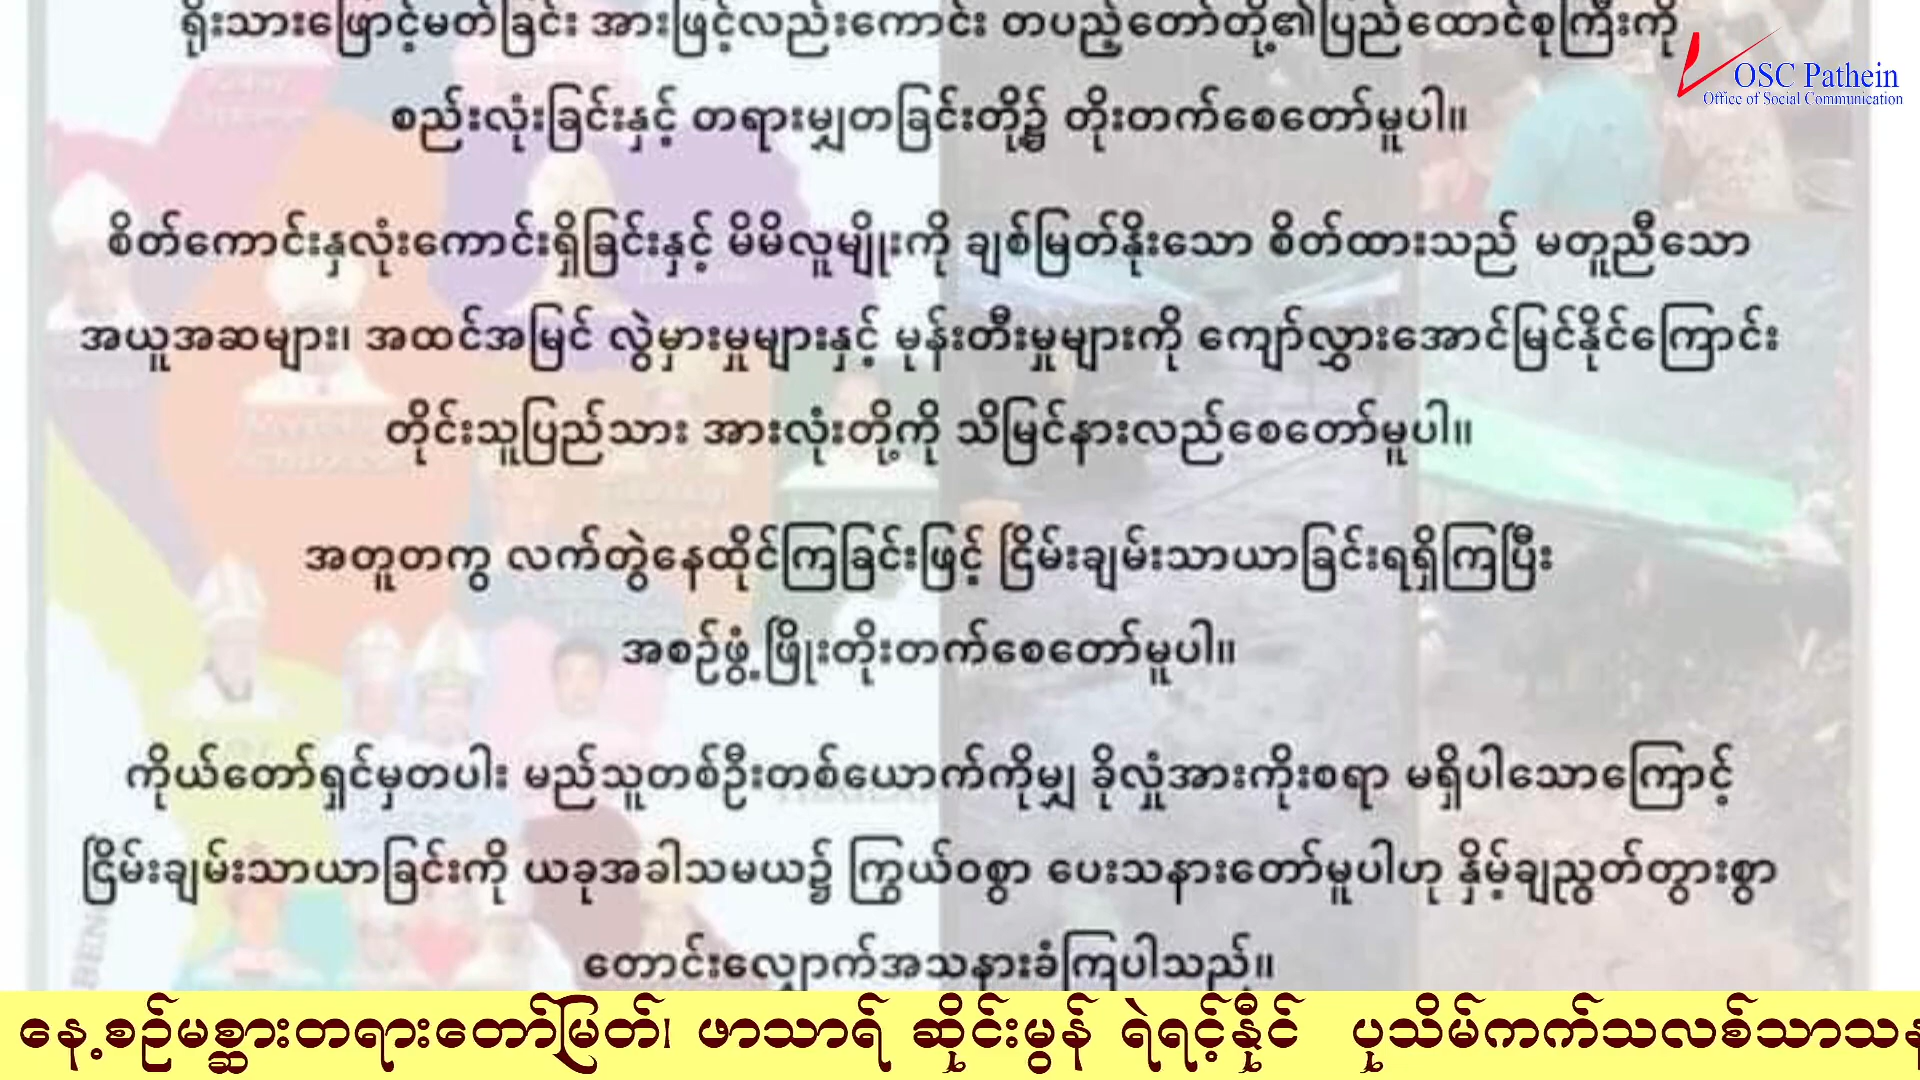 ရိုးသားဖြောင့်မတ်ခြင်း အားဖြင့်လည်းကောင်း တပည့်တော်တို့၏ပြည်ထောင်စုကြီးကို
OSC Pathein
Office of Social Communication
စည်းလုံးခြင်းနှင့် တရားမျှတခြင်းတို့၌ တိုးတက်စေတော်မူပါ။
စိတ်ကောင်းနှလုံးကောင်းရှိခြင်းနှင့် မိမိလူမျိုးကို ချစ်မြတ်နိုးသော စိတ်ထားသည် မတူညီသော
အယူအဆများ၊ အထင်အမြင် လွဲမှားမှုများနှင့် မုန်းတီးမှုများကို ကျော်လွှားအောင်မြင်နိုင်ကြောင်း
တိုင်းသူပြည်သား အားလုံးတို့ကို သိမြင်နားလည်စေတော်မူပါ။
အတူတကွ လက်တွဲနေထိုင်ကြခြင်းဖြင့် ငြိမ်းချမ်းသာယာခြင်းရရှိကြပြီး
အစဉ်ဖွံ့ဖြိုးတိုးတက်စေတော်မူပါ။
ကိုယ်တော်ရှင်မှတပါး မည်သူတစ်ဦးတစ်ယောက်ကိုမျှ ခိုလှုံအားကိုးစရာ မရှိပါသောကြောင့်
ငြိမ်းချမ်းသာယာခြင်းကို ယခုအခါသမယ၌ ကြွယ်ဝစွာ ပေးသနားတော်မူပါဟု နှိမ့်ချညွတ်တွားစွာ
တောင်းလျှောက်အသနားခံကြပါသည်။
နေ့စဉ်မစ္ဆားတရားတော်မြတ်၊ ဖာသာရ် ဆိုင်းမွန် ရဲရင့်နိုင် ပုသိမ်ကက်သလစ်သာသန